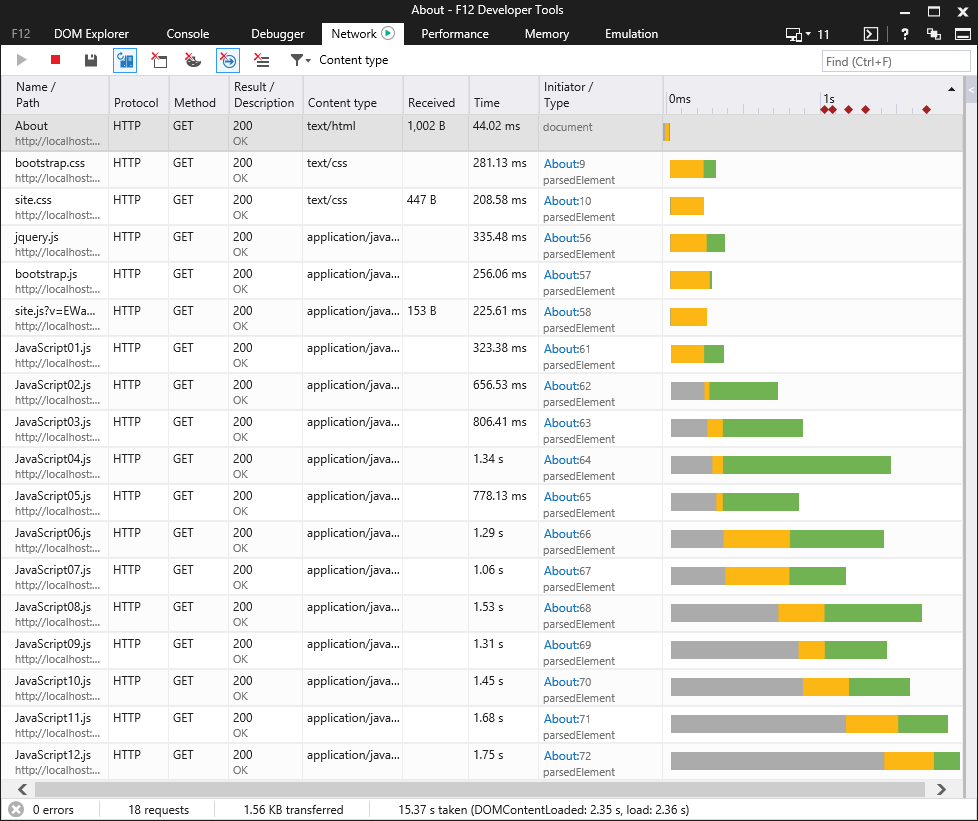 About - F12 Developer Tools
F12 DOM Explorer Console Debugger Network Performance Memory Emulation 11 ?
Content type Find (Ctrl+F)
Name / Result / Initiator /
Path Protocol Method Description Content type Received Time Type 0ms 1s
About HTTP GET 200 text/html 1,002 B 44.02 ms document
http://localhost:... OK
bootstrap.css HTTP GET 200 text/css 281.13 ms About:9
http://localhost:... OK parsedElement
site.css HTTP GET 200 text/css 447 B 208.58 ms About:10
http://localhost:... OK parsedElement
jquery.js HTTP GET 200 application/java... 335.48 ms About:56
http://localhost:... OK parsedElement
bootstrap.js HTTP GET 200 application/java... 256.06 ms About:57
http://localhost:... OK parsedElement
site.js?v=EWa... HTTP GET 200 application/java... 153 B 225.61 ms About:58
http://localhost:... OK parsedElement
JavaScript01.js HTTP GET 200 application/java... 323.38 ms About:61
http://localhost:... OK parsedElement
JavaScript02.js HTTP GET 200 application/java... 656.53 ms About:62
http://localhost:... OK parsedElement
JavaScript03.js HTTP GET 200 application/java... 806.41 ms About:63
http://localhost:... OK parsedElement
JavaScript04.js HTTP GET 200 application/java... 1.34 s About:64
http://localhost:... OK parsedElement
JavaScript05.js HTTP GET 200 application/java... 778.13 ms About:65
http://localhost:... OK parsedElement
JavaScript06.js HTTP GET 200 application/java... 1.29 s About:66
http://localhost:... OK parsedElement
JavaScript07.js HTTP GET 200 application/java... 1.06 s About:67
http://localhost:... OK parsedElement
JavaScript08.js HTTP GET 200 application/java... 1.53 s About:68
http://localhost:... OK parsedElement
JavaScript09.js HTTP GET 200 application/java... 1.31 s About:69
http://localhost:... OK parsedElement
JavaScript10.js HTTP GET 200 application/java... 1.45 s About:70
http://localhost:... OK parsedElement
JavaScript11.js HTTP GET 200 application/java... 1.68 s About:71
http://localhost:... OK parsedElement
JavaScript12.js HTTP GET 200 application/java... 1.75 s About:72
http://localhost:... OK parsedElement
0 errors 18 requests 1.56 KB transferred 15.37 s taken (DOMContentLoaded: 2.35 s, load: 2.36 s)